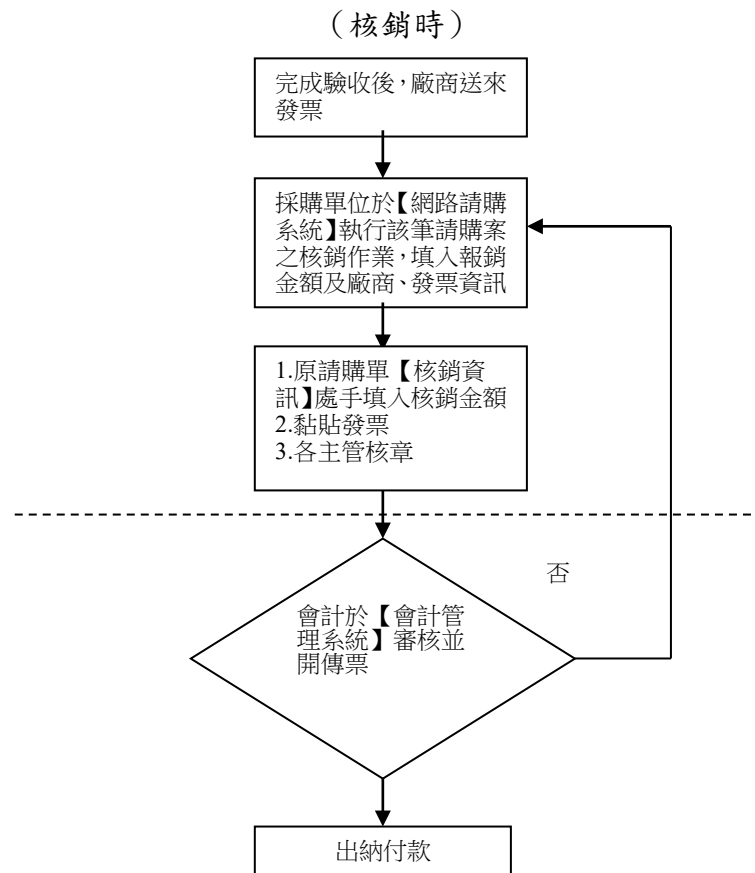 （核銷時）
完成驗收後，廠商送來
發票
採購單位於【網路請購
系統】執行該筆請購案
之核銷作業，填入報銷
金額及廠商、發票資訊
1.原請購單【核銷資
訊】處手填入核銷金額
2.黏貼發票
3.各主管核章
否
會計於【會計管
理系統】審核並
開傳票
出納付款